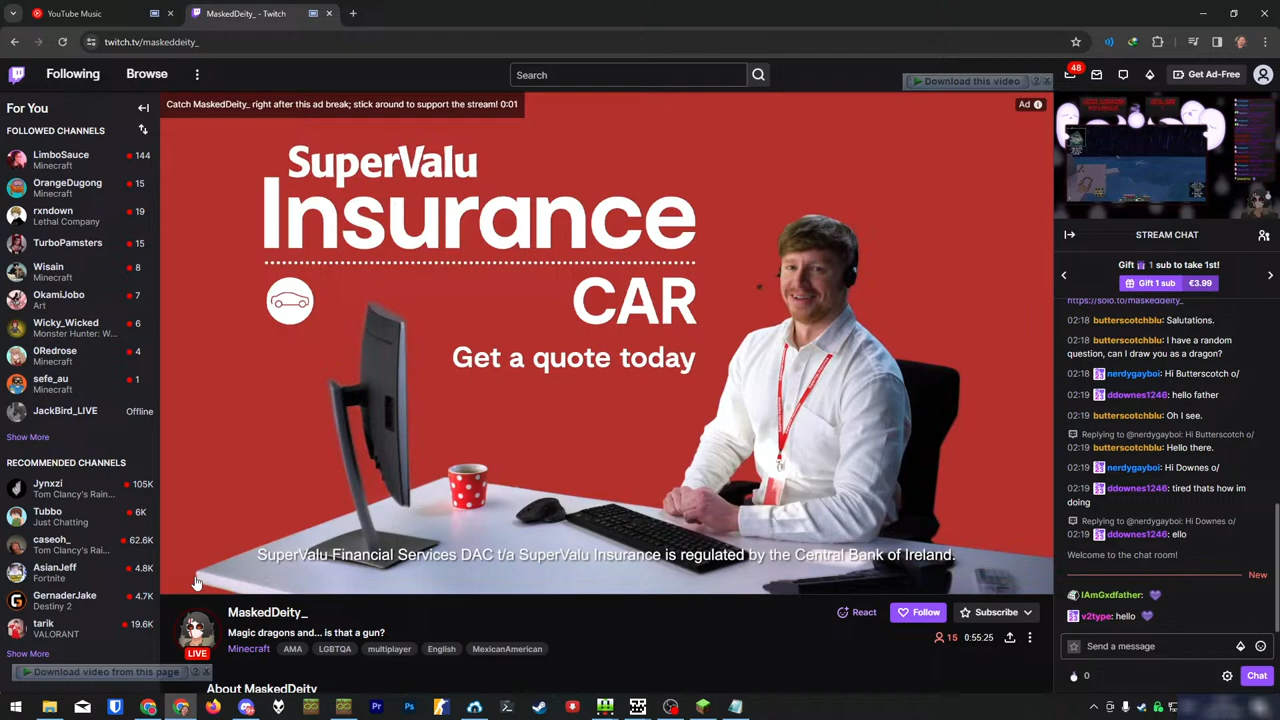 YouTube Music
MaskedDeity_ - Twitch
twitch.tv/maskeddeity_
Following
Browse
Search
Download this video
48
Get Ad-Free
For You
FOLLOWED CHANNELS
LimboSauce
144
Minecraft
OrangeDugong
15
Minecraft
rxndown
19
Lethal Company
TurboPamsters
15
Wisain
8
Minecraft
OkamiJobo
7
Art
Wicky_Wicked
6
Monster Hunter: W...
0Redrose
4
Minecraft
sefe_au
1
Minecraft
JackBird_LIVE
Offline
Show More
RECOMMENDED CHANNELS
Jynxzi
105K
Tom Clancy's Rain...
Tubbo
6K
Just Chatting
caseoh_
62.6K
Tom Clancy's Rain...
AsianJeff
4.8K
Fortnite
GernaderJake
4.7K
Destiny 2
tarik
19.6K
VALORANT
Show More
Download video from this page
Catch MaskedDeity_ right after this ad break; stick around to support the stream! 0:01
Ad
SuperValu
Insurance
CAR
Get a quote today
SuperValu Financial Services DAC t/a SuperValu Insurance is regulated by the Central Bank of Ireland.
LIVE
MaskedDeity_
Magic dragons and... is that a gun?
Minecraft
AMA
LGBTQA
multiplayer
English
MexicanAmerican
React
Follow
Subscribe
15
0:55:25
About MaskedDeity
STREAM CHAT
Gift 1 sub to take 1st!
Gift 1 sub
€3.99
https://solo.to/maskeddeity_
02:18 butterscotchblu: Salutations.
butterscotchblu: I have a random
question, can I draw you as a dragon?
02:18 nerdygayboi: Hi Butterscotch o/
ddownes1246: hello father
butterscotchblu: Oh I see.
Replying to @nerdygayboi: Hi Butterscotch o/
02:19 butterscotchblu: Hello there.
nerdygayboi: Hi Downes o/
02:19 ddownes1246: tired thats how im
doing
Replying to @nerdygayboi: Hi Downes o/
02:19 ddownes1246: ello
Welcome to the chat room!
New
IAmGxdfather:
v2type: hello
Send a message
0
Chat